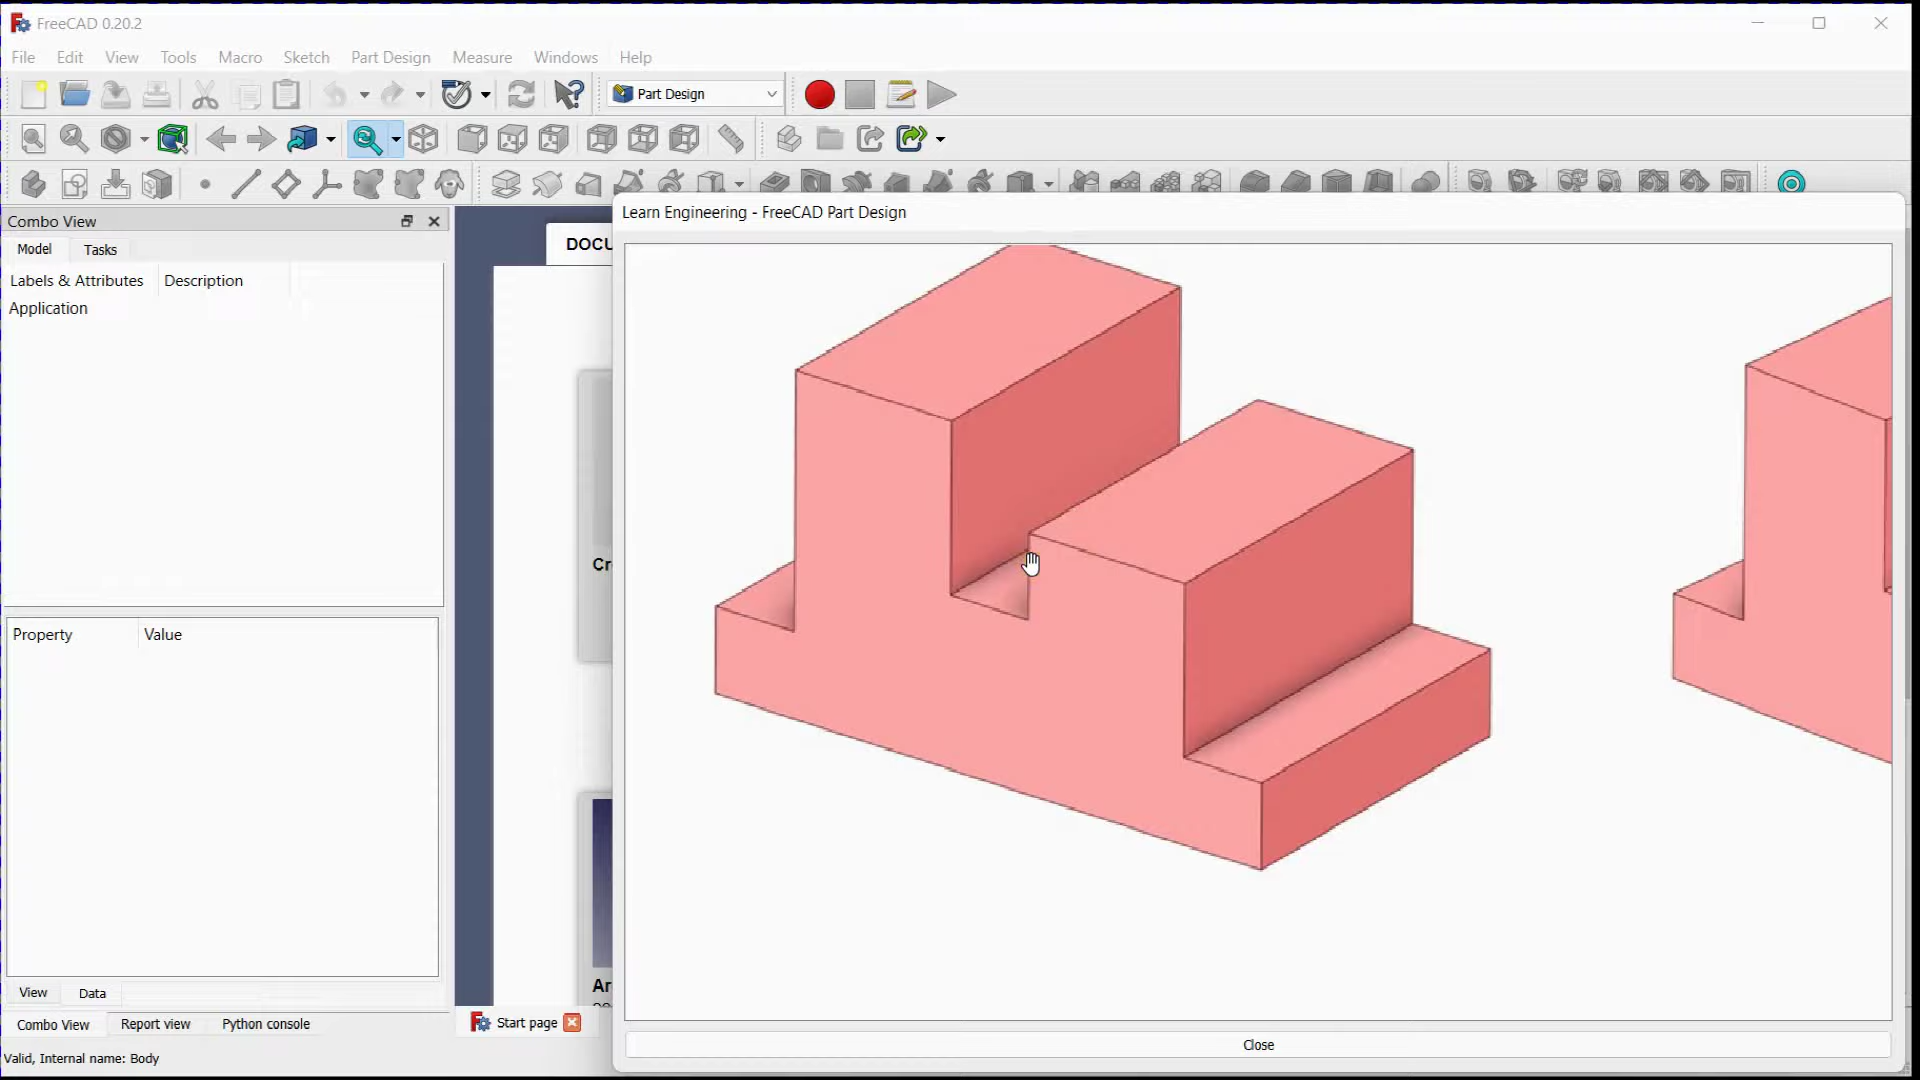 FreeCAD 0.20.2
File Edit View Tools Macro Sketch Part Design Measure Windows Help
Part Design
Combo View
Model Tasks
Labels & Attributes Description
Application
Property Value
View Data
Combo View Report view Python console
Valid, Internal name: Body
DOCU
Cr
Ar
Start page
Learn Engineering - FreeCAD Part Design
Close